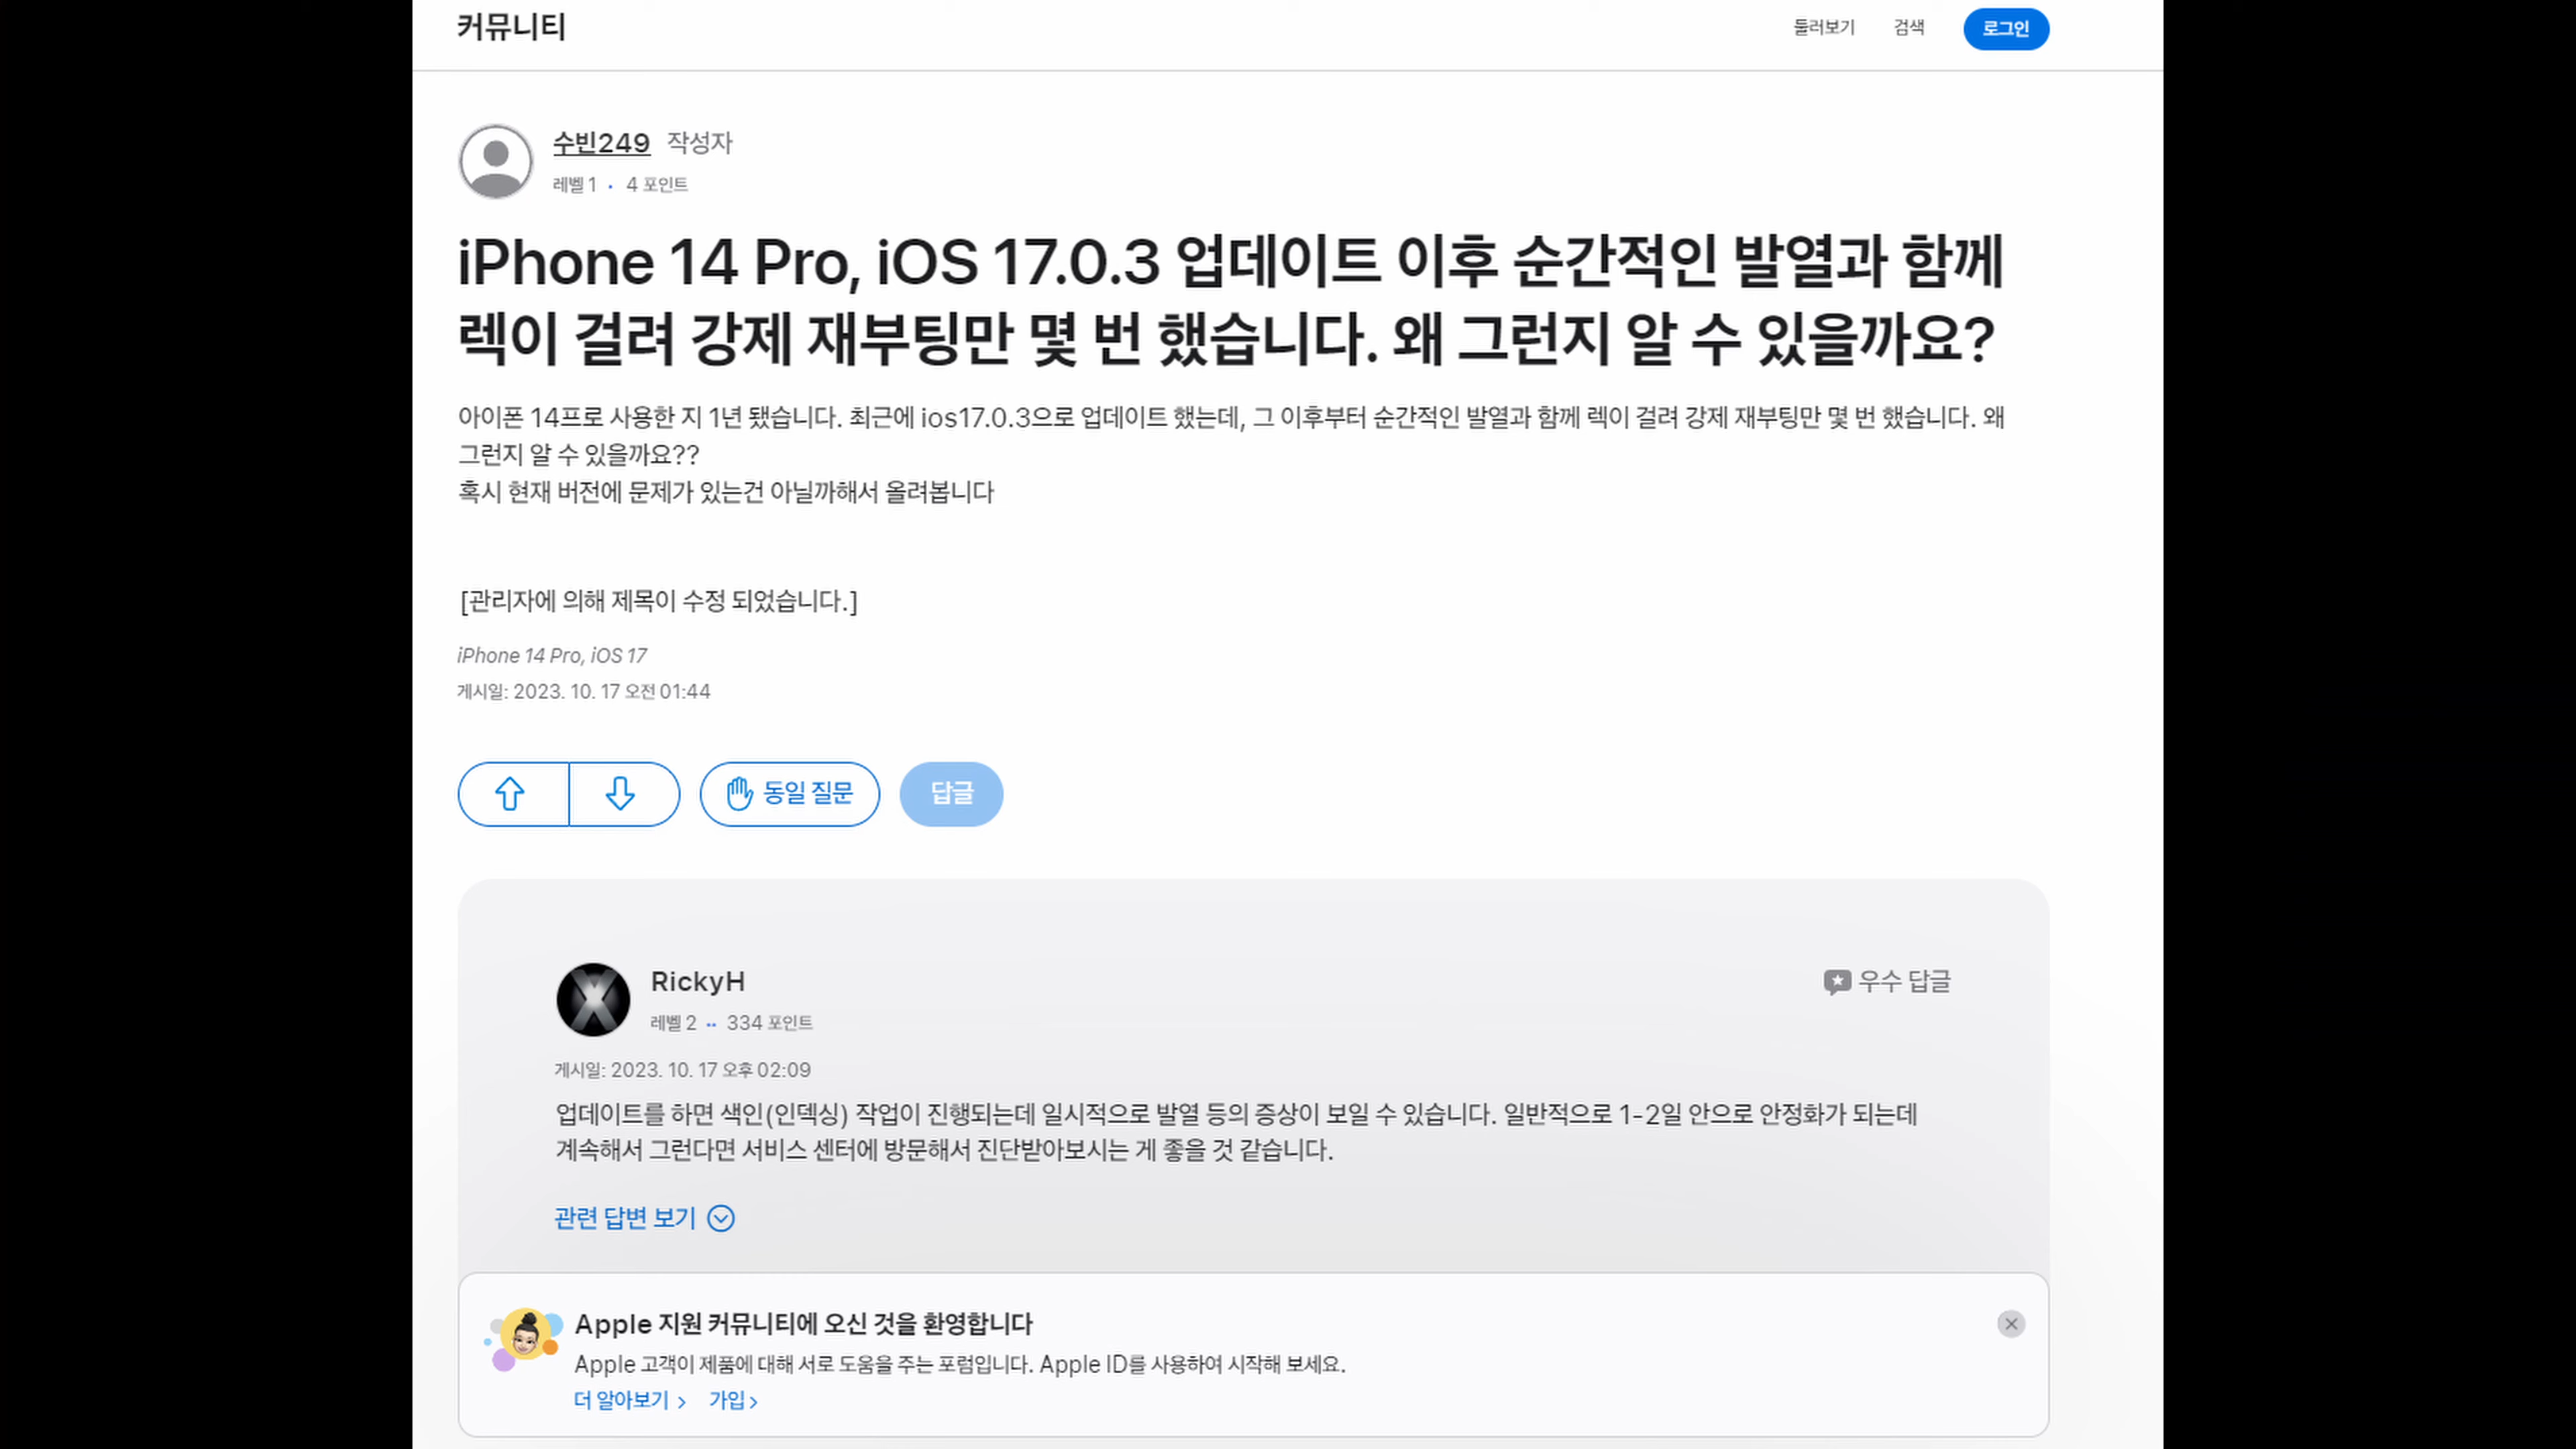 커뮤니티
둘러보기 검색 로그인
수빈249 작성자
레벨 1 • 4 포인트
iPhone 14 Pro, iOS 17.0.3 업데이트 이후 순간적인 발열과 함께
렉이 걸려 강제 재부팅만 몇 번 했습니다. 왜 그런지 알 수 있을까요?
아이폰 14프로 사용한 지 1년 됐습니다. 최근에 ios17.0.3으로 업데이트 했는데, 그 이후부터 순간적인 발열과 함께 렉이 걸려 강제 재부팅만 몇 번 했습니다. 왜
그런지 알 수 있을까요??
혹시 현재 버전에 문제가 있는건 아닐까해서 올려봅니다
[관리자에 의해 제목이 수정 되었습니다.]
iPhone 14 Pro, iOS 17
게시일: 2023. 10. 17 오전 01:44
동일 질문 답글
RickyH
우수 답글
레벨 2 •• 334 포인트
게시일: 2023. 10. 17 오후 02:09
업데이트를 하면 색인(인덱싱) 작업이 진행되는데 일시적으로 발열 등의 증상이 보일 수 있습니다. 일반적으로 1-2일 안으로 안정화가 되는데
계속해서 그런다면 서비스 센터에 방문해서 진단받아보시는 게 좋을 것 같습니다.
관련 답변 보기
Apple 지원 커뮤니티에 오신 것을 환영합니다
Apple 고객이 제품에 대해 서로 도움을 주는 포럼입니다. Apple ID를 사용하여 시작해 보세요.
더 알아보기 > 가입 >